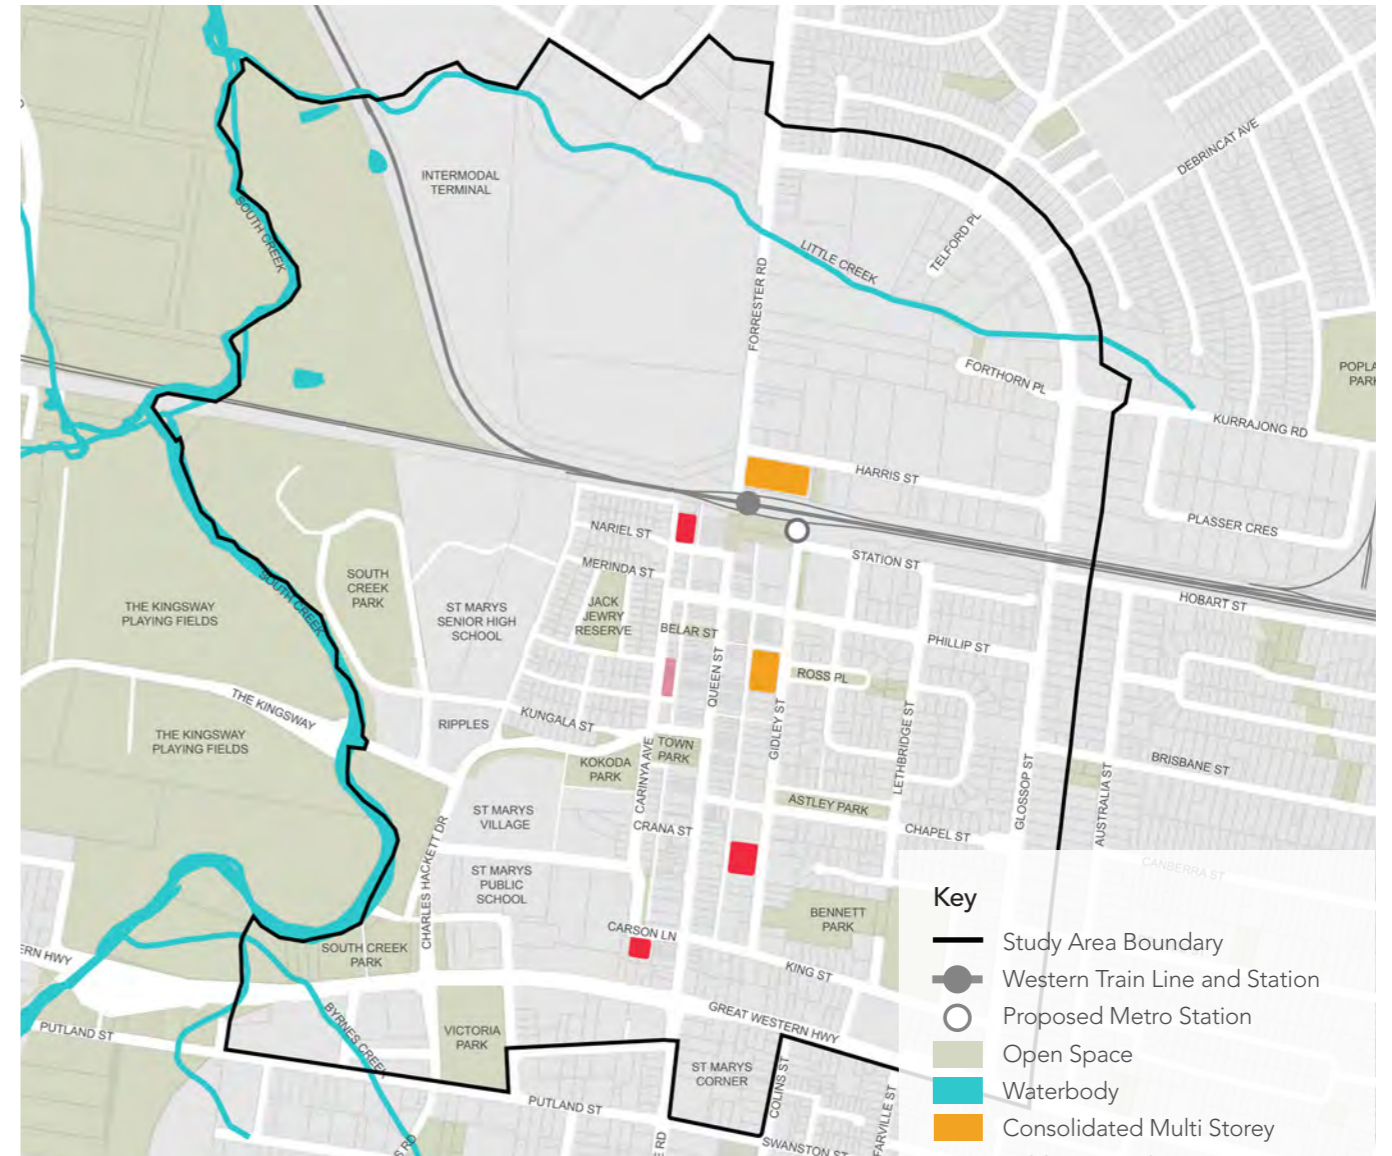 INTERMODAL
TERMINAL
DEBRINCAT AVE
TELFORD PL
SOUTH CREEK
LITTLE CREEK
FORRESTER RD
FORTHORN PL
KURRAJONG RD
HARRIS ST
PLASSER CRES
NARIEL ST
STATION ST
MERINDA ST
HOBART ST
SOUTH
CREEK
PARK
SOUTH CREEK
THE KINGSWAY
PLAYING FIELDS
ST MARYS
SENIOR HIGH
SCHOOL
JACK
JEWRY
RESERVE
BELAR ST
PHILLIP ST
QUEEN ST
ROSS PL
THE KINGSWAY
RIPPLES
KUNGALA ST
GIDLEY ST
LETHBRIDGE ST
THE KINGSWAY
PLAYING FIELDS
TOWN
PARK
KOKODA
PARK
CARINYA AVE
BRISBANE ST
GLOSSOP ST
AUSTRALIA ST
ASTLEY PARK
ST MARYS
VILLAGE
CRANA ST
CHAPEL ST
CHARLES HACKETT DR
ST MARYS
PUBLIC
SCHOOL
CANBERRA ST
BENNETT
PARK
CARSON LN
SOUTH CREEK
PARK
ERN HWY
KING ST
GREAT WESTERN HWY
PUTLAND ST
BYRNES CREEK
VICTORIA
PARK
ST MARYS
CORNER
COLINS ST
PUTLAND ST
SWANSTON ST
Key
Study Area Boundary
Western Train Line and Station
Proposed Metro Station
Open Space
Waterbody
Consolidated Multi Storey